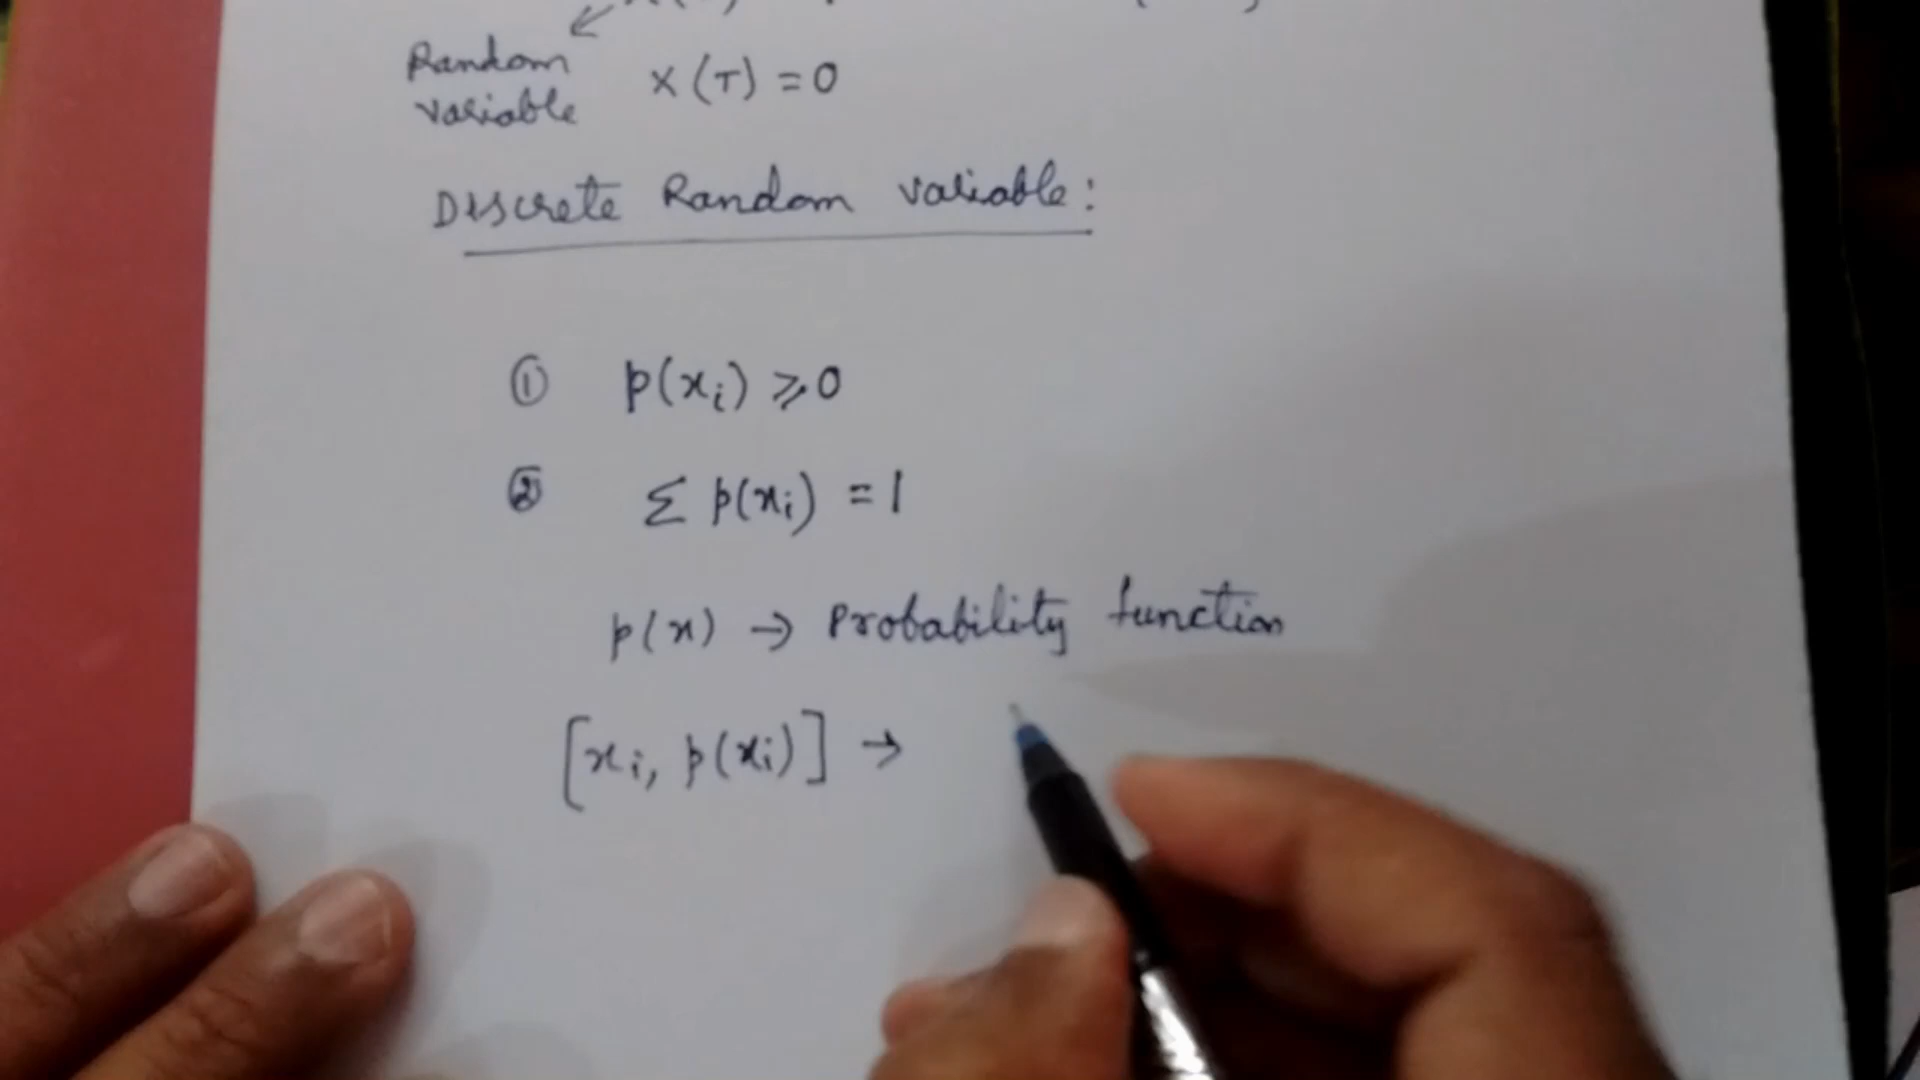 Random
variable X(T) = 0
Discrete Random variable:
① p(xi) ⩾ 0
② Σ p(xi) = 1
p(x) → Probability function
[xi, p(xi)] →